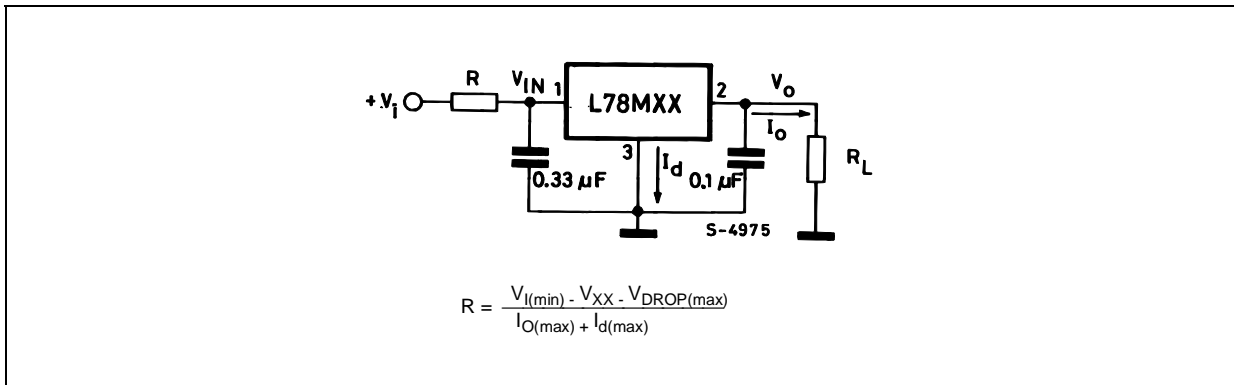 R
V_IN
1
L78MXX
2
V_o
+ V_i
I_o
3
I_d
R_L
0.33 µF
0.1 µF
S-4975
R = V_I(min) - V_XX - V_DROP(max)
I_O(max) + I_d(max)